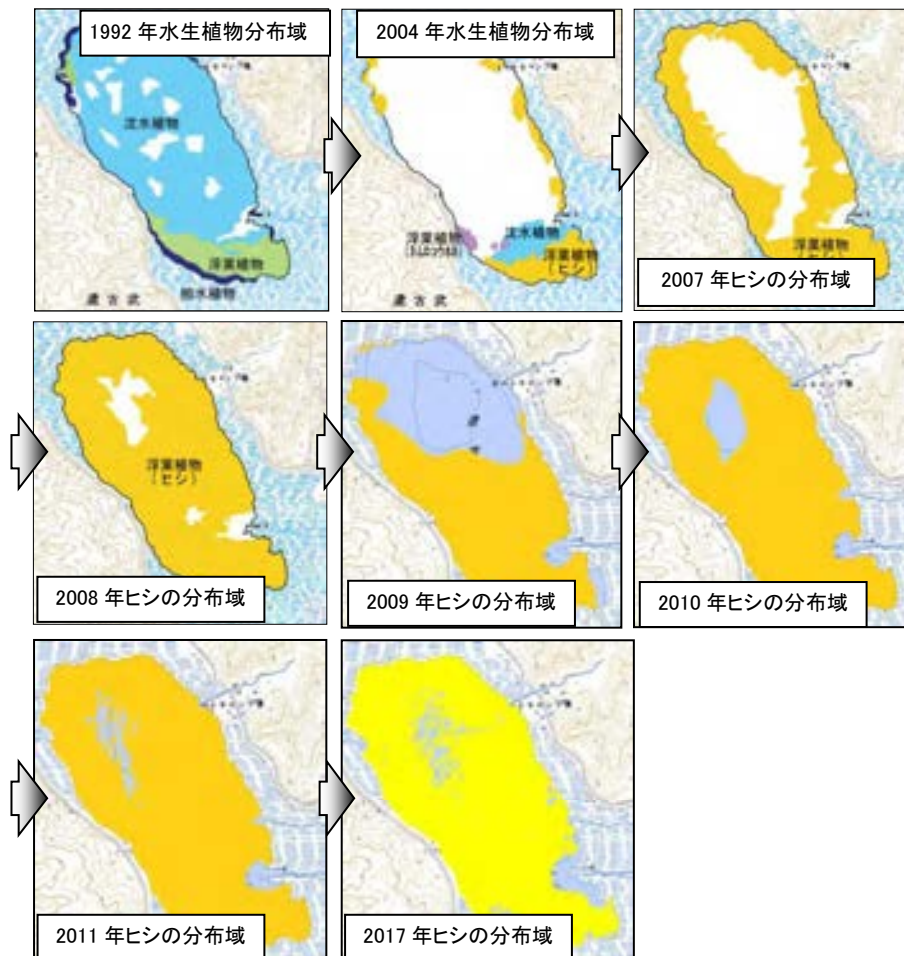 1992 年水生植物分布域
沈水植物
浮葉植物
抽水植物
達古武
2004 年水生植物分布域
浮葉植物
沈水植物
浮葉植物
(ヒシ)
浮葉植物
2007 年ヒシの分布域
浮葉植物
(ヒシ)
2008 年ヒシの分布域
2009 年ヒシの分布域
2010 年ヒシの分布域
2011 年ヒシの分布域
2017 年ヒシの分布域